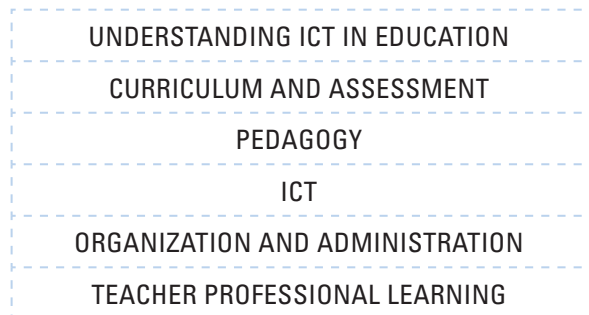 UNDERSTANDING ICT IN EDUCATION
CURRICULUM AND ASSESSMENT
PEDAGOGY
ICT
ORGANIZATION AND ADMINISTRATION
TEACHER PROFESSIONAL LEARNING